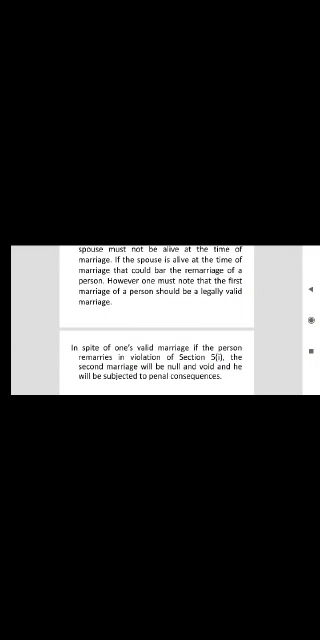 spouse must not be alive at the time of
marriage. If the spouse is alive at the time of
marriage that could bar the remarriage of a
person. However one must note that the first
marriage of a person should be a legally valid
marriage.
In spite of one's valid marriage if the person
remarries in violation of Section 5(i), the
second marriage will be null and void and he
will be subjected to penal consequences.